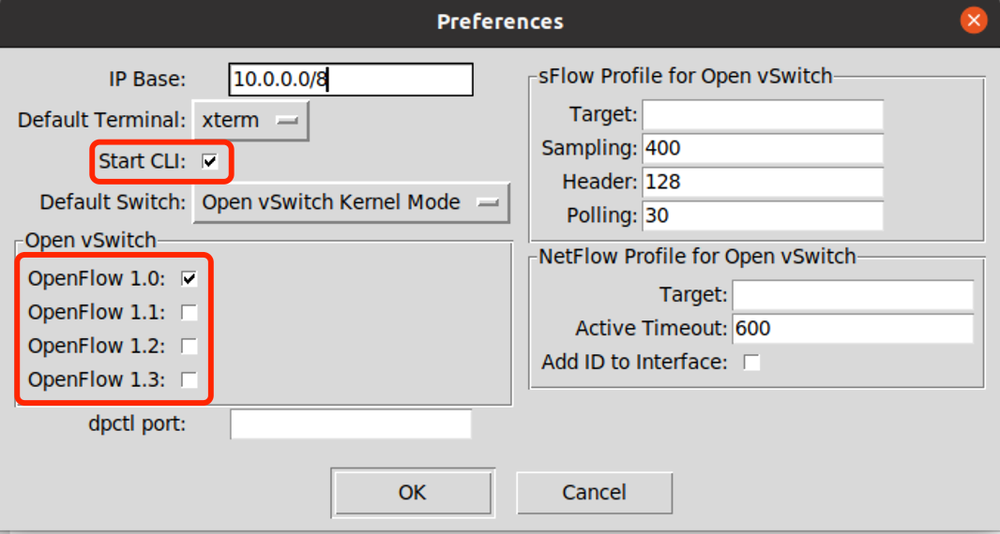 Preferences
IP Base: 10.0.0.0/8
Default Terminal: xterm
Start CLI:
Default Switch: Open vSwitch Kernel Mode
Open vSwitch
OpenFlow 1.0:
OpenFlow 1.1:
OpenFlow 1.2:
OpenFlow 1.3:
dpctl port:
sFlow Profile for Open vSwitch
Target:
Sampling: 400
Header: 128
Polling: 30
NetFlow Profile for Open vSwitch
Target:
Active Timeout: 600
Add ID to Interface:
OK
Cancel